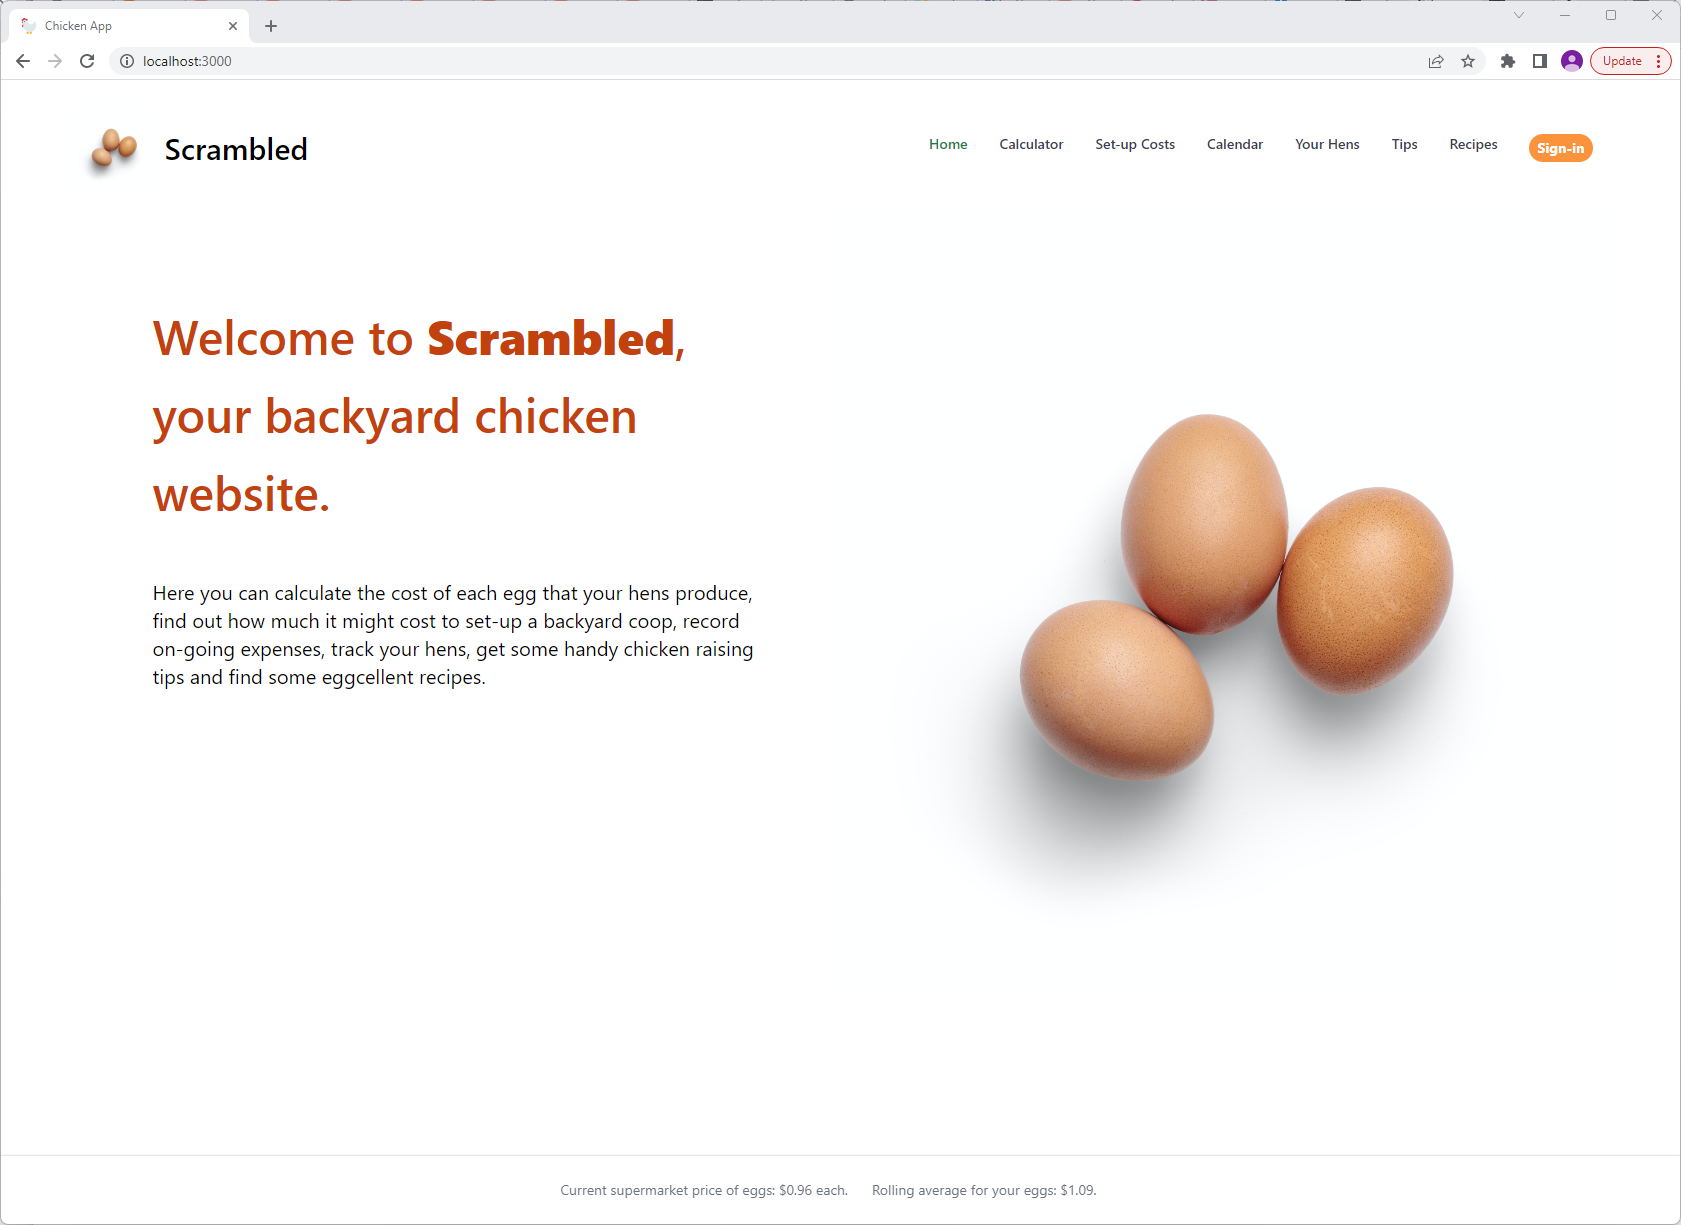 Chicken App
localhost:3000
Update
Scrambled
Home Calculator Set-up Costs Calendar Your Hens Tips Recipes Sign-in
Welcome to Scrambled,
your backyard chicken
website.
Here you can calculate the cost of each egg that your hens produce,
find out how much it might cost to set-up a backyard coop, record
on-going expenses, track your hens, get some handy chicken raising
tips and find some eggcellent recipes.
Current supermarket price of eggs: $0.96 each. Rolling average for your eggs: $1.09.